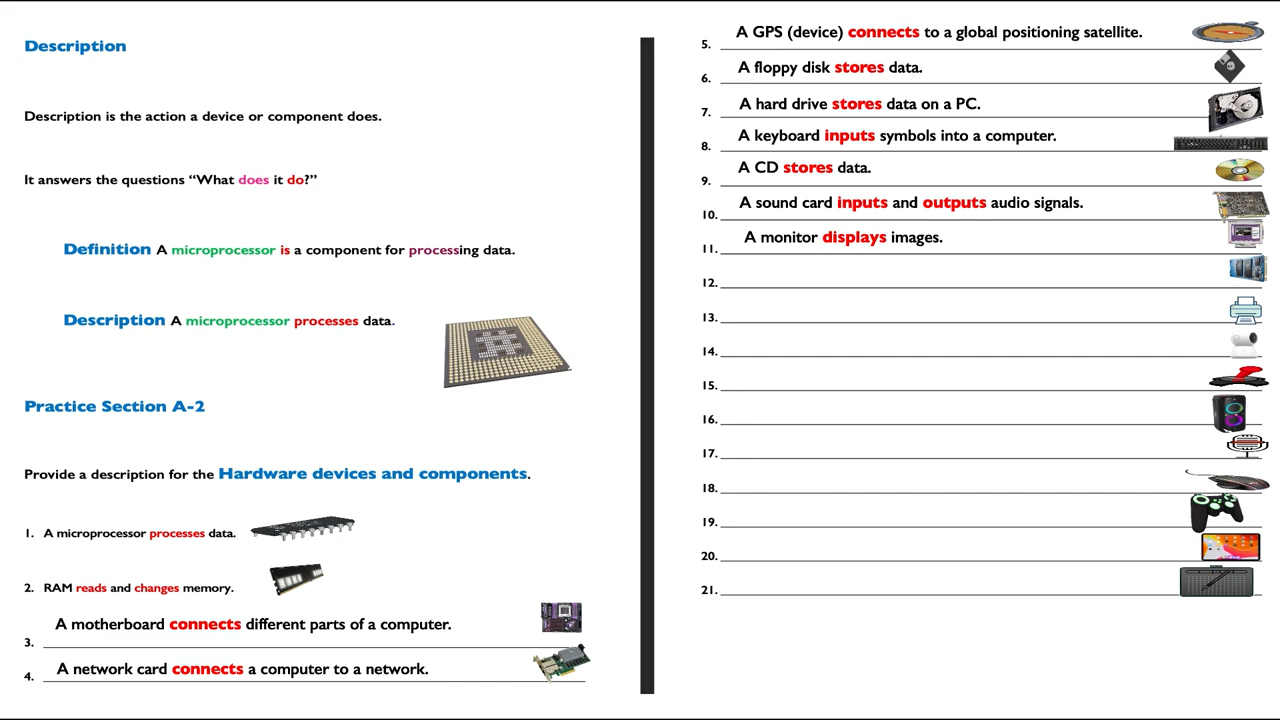 Description
Description is the action a device or component does.
It answers the questions “What does it do?”
Definition A microprocessor is a component for processing data.
Description A microprocessor processes data.
Practice Section A-2
Provide a description for the Hardware devices and components.
1. A microprocessor processes data.
2. RAM reads and changes memory.
3. A motherboard connects different parts of a computer.
4. A network card connects a computer to a network.
5. A GPS (device) connects to a global positioning satellite.
6. A floppy disk stores data.
7. A hard drive stores data on a PC.
8. A keyboard inputs symbols into a computer.
9. A CD stores data.
10. A sound card inputs and outputs audio signals.
11. A monitor displays images.
12.
13.
14.
15.
16.
17.
18.
19.
20.
21.